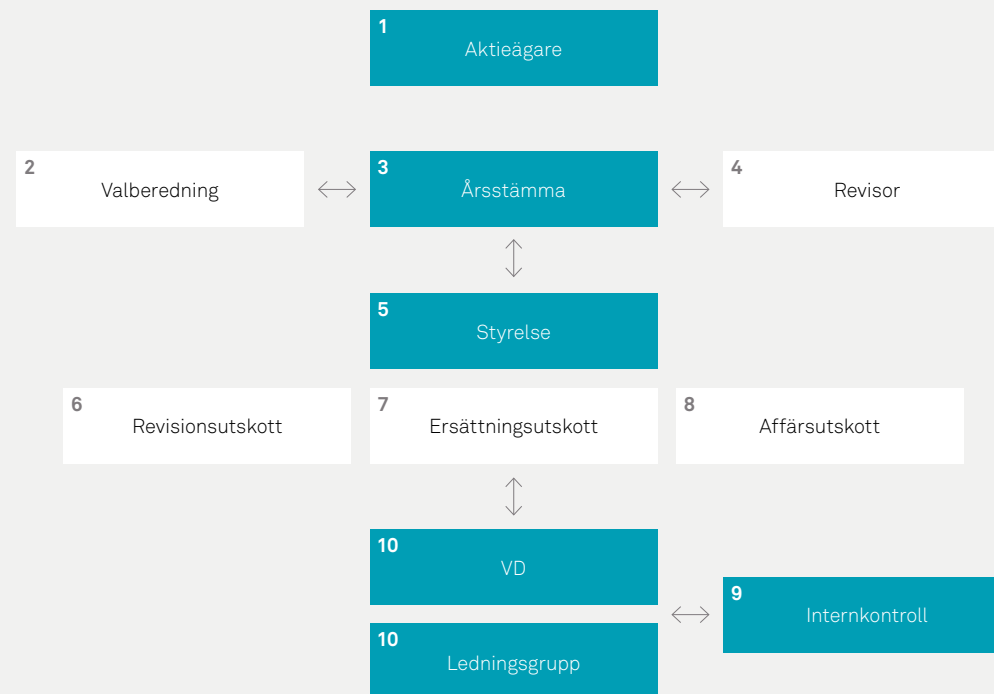 1
Aktieägare
2
Valberedning
3
Årsstämma
4
Revisor
5
Styrelse
6
Revisionsutskott
7
Ersättningsutskott
8
Affärsutskott
10
VD
9
Internkontroll
10
Ledningsgrupp